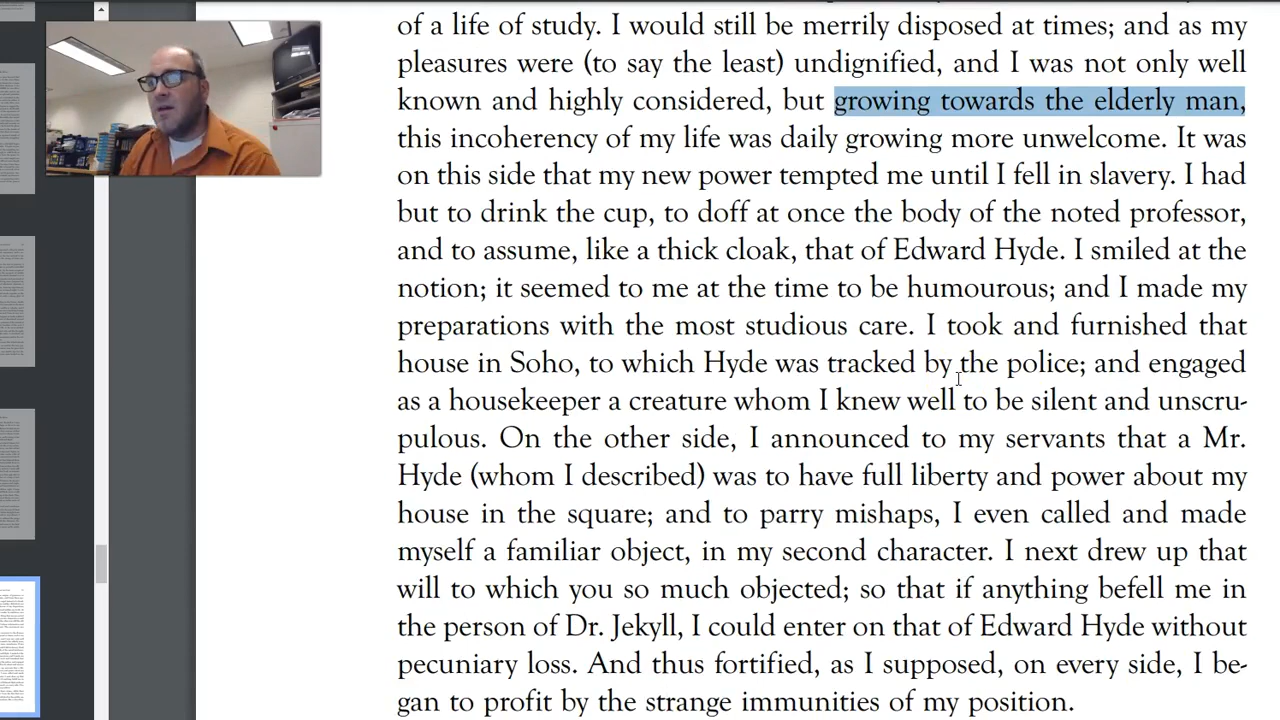 of a life of study. I would still be merrily disposed at times; and as my
pleasures were (to say the least) undignified, and I was not only well
known and highly considered, but growing towards the elderly man,
this incoherency of my life was daily growing more unwelcome. It was
on this side that my new power tempted me until I fell in slavery. I had
but to drink the cup, to doff at once the body of the noted professor,
and to assume, like a thick cloak, that of Edward Hyde. I smiled at the
notion; it seemed to me at the time to be humourous; and I made my
preparations with the most studious care. I took and furnished that
house in Soho, to which Hyde was tracked by the police; and engaged
as a housekeeper a creature whom I knew well to be silent and unscru-
pulous. On the other side, I announced to my servants that a Mr.
Hyde (whom I described) was to have full liberty and power about my
house in the square; and to parry mishaps, I even called and made
myself a familiar object, in my second character. I next drew up that
will to which you so much objected; so that if anything befell me in
the person of Dr. Jekyll, I could enter on that of Edward Hyde without
pecuniary loss. And thus fortified, as I supposed, on every side, I be-
gan to profit by the strange immunities of my position.